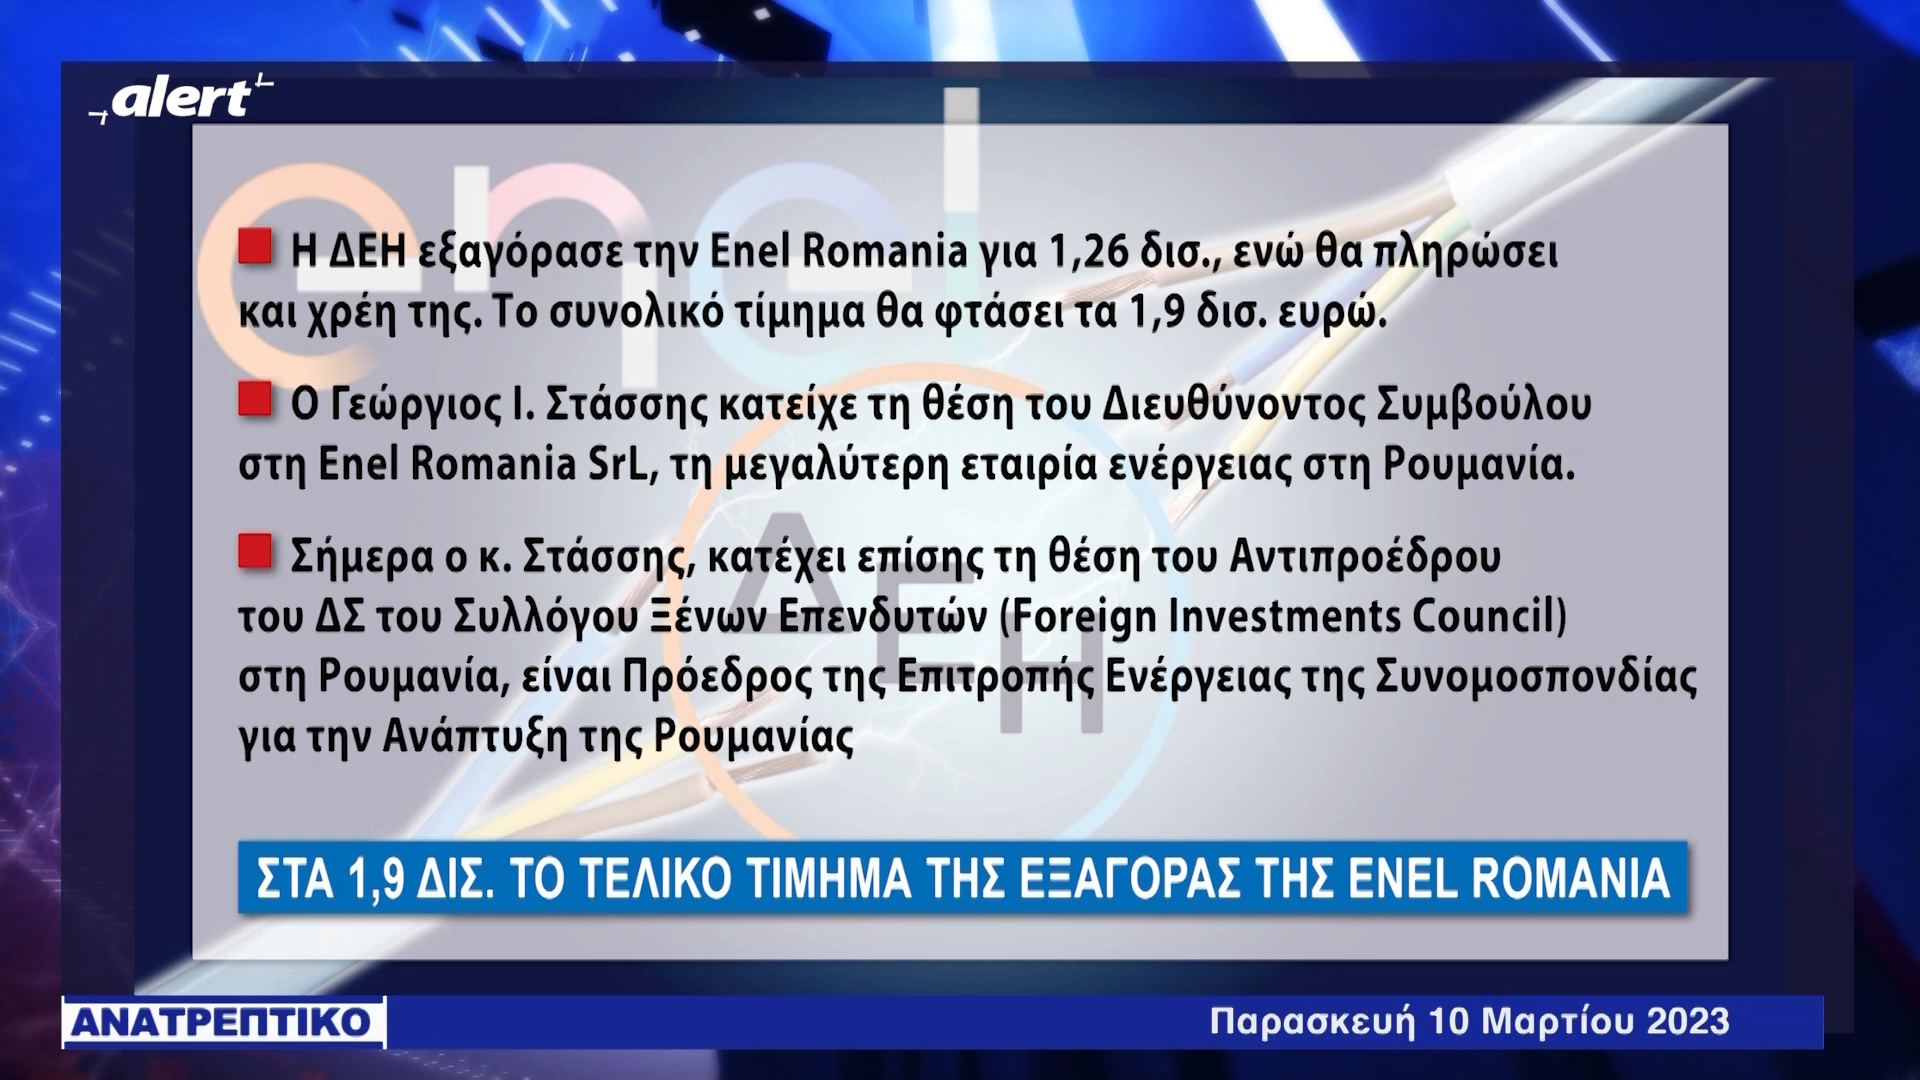 alert
enel
Η ΔΕΗ εξαγόρασε την Enel Romania για 1,26 δισ., ενώ θα πληρώσει
και χρέη της. Το συνολικό τίμημα θα φτάσει τα 1,9 δισ. ευρώ.
Ο Γεώργιος Ι. Στάσσης κατείχε τη θέση του Διευθύνοντος Συμβούλου
στη Enel Romania SrL, τη μεγαλύτερη εταιρία ενέργειας στη Ρουμανία.
Σήμερα ο κ. Στάσσης, κατέχει επίσης τη θέση του Αντιπροέδρου
του ΔΣ του Συλλόγου Ξένων Επενδυτών (Foreign Investments Council)
στη Ρουμανία, είναι Πρόεδρος της Επιτροπής Ενέργειας της Συνομοσπονδίας
για την Ανάπτυξη της Ρουμανίας
ΔΕΗ
ΣΤΑ 1,9 ΔΙΣ. ΤΟ ΤΕΛΙΚΟ ΤΙΜΗΜΑ ΤΗΣ ΕΞΑΓΟΡΑΣ ΤΗΣ ENEL ROMANIA
ΑΝΑΤΡΕΠΤΙΚΟ
Παρασκευή 10 Μαρτίου 2023